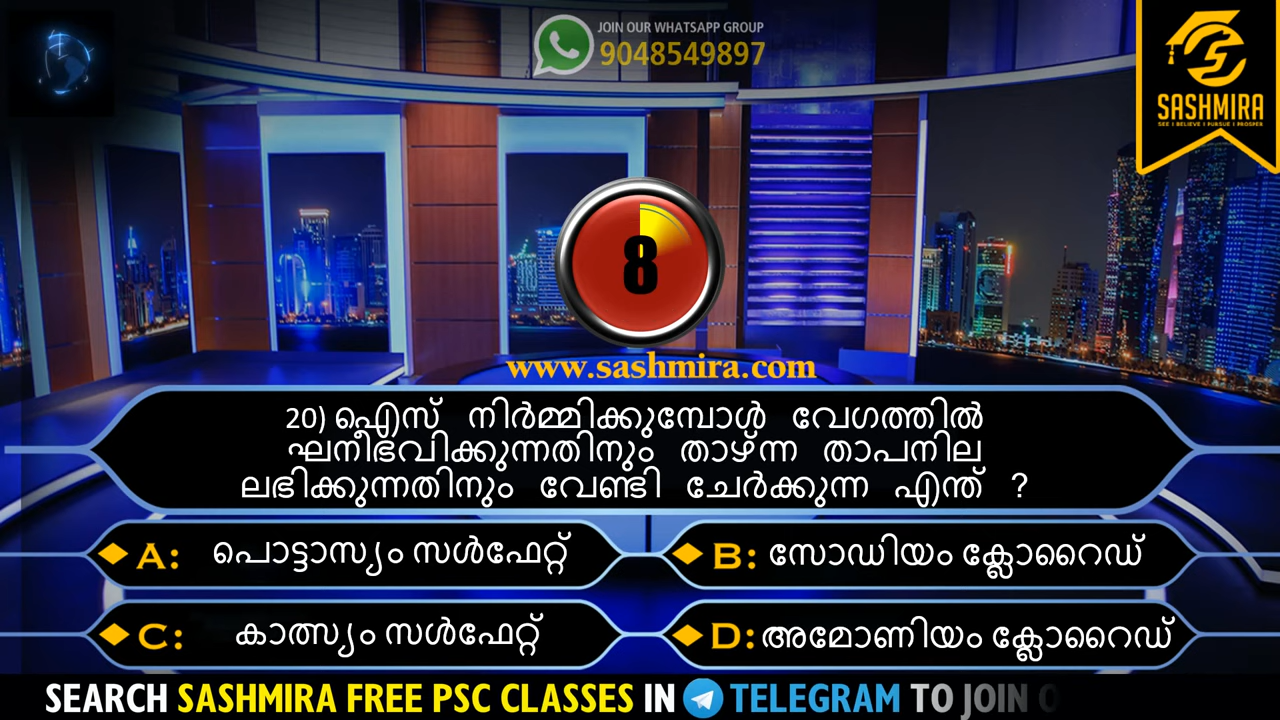 JOIN OUR WHATSAPP GROUP
9048549897
SASHMIRA
SEE | BELIEVE | PURSUE | PROSPER
8
www.sashmira.com
20) ഐസ് നിർമ്മിക്കുമ്പോൾ വേഗത്തിൽ
ഘനീഭവിക്കുന്നതിനും താഴ്ന്ന താപനില
ലഭിക്കുന്നതിനും വേണ്ടി ചേർക്കുന്ന എന്ത് ?
A: പൊട്ടാസ്യം സൾഫേറ്റ്
B: സോഡിയം ക്ലോറൈഡ്
C: കാത്സ്യം സൾഫേറ്റ്
D: അമോണിയം ക്ലോറൈഡ്
SEARCH SASHMIRA FREE PSC CLASSES IN TELEGRAM TO JOIN O